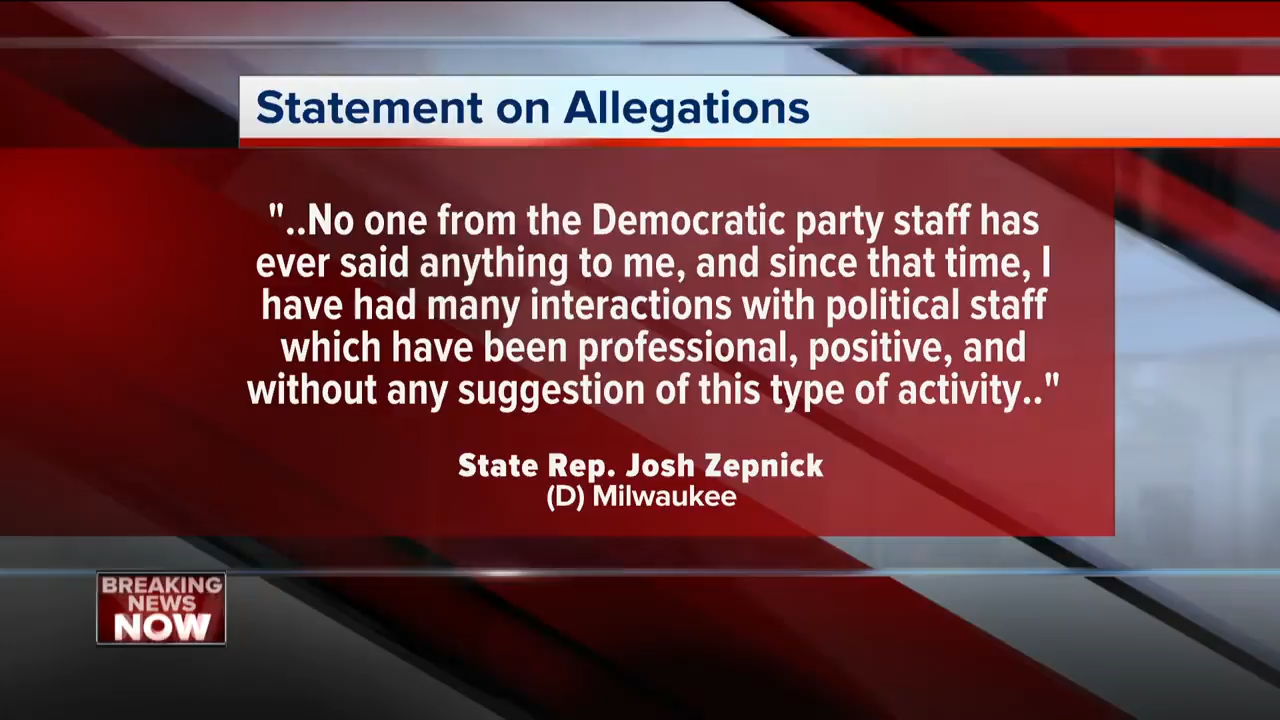 Statement on Allegations
"..No one from the Democratic party staff has
ever said anything to me, and since that time, I
have had many interactions with political staff
which have been professional, positive, and
without any suggestion of this type of activity.."
State Rep. Josh Zepnick
(D) Milwaukee
BREAKING
NEWS
NOW